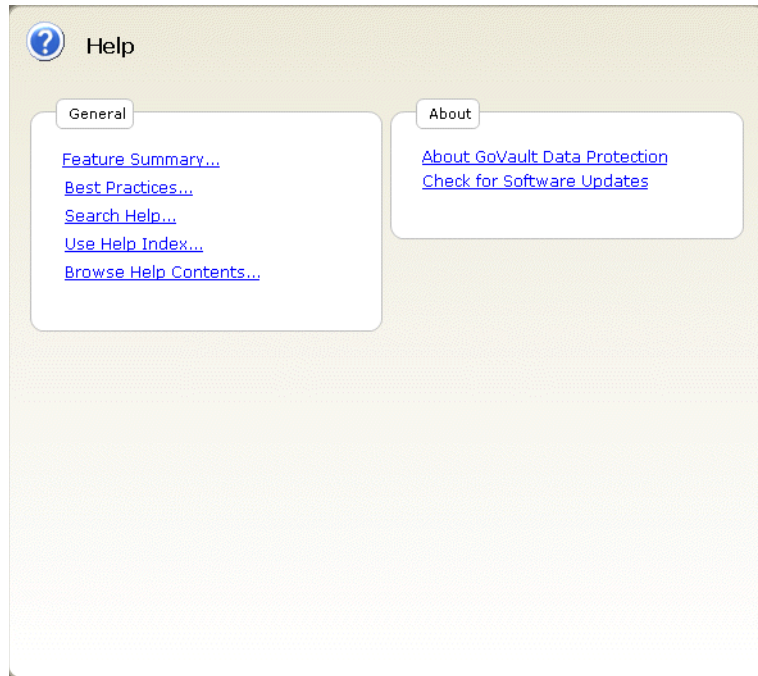 Help
General
Feature Summary...
Best Practices...
Search Help...
Use Help Index...
Browse Help Contents...
About
About GoVault Data Protection
Check for Software Updates